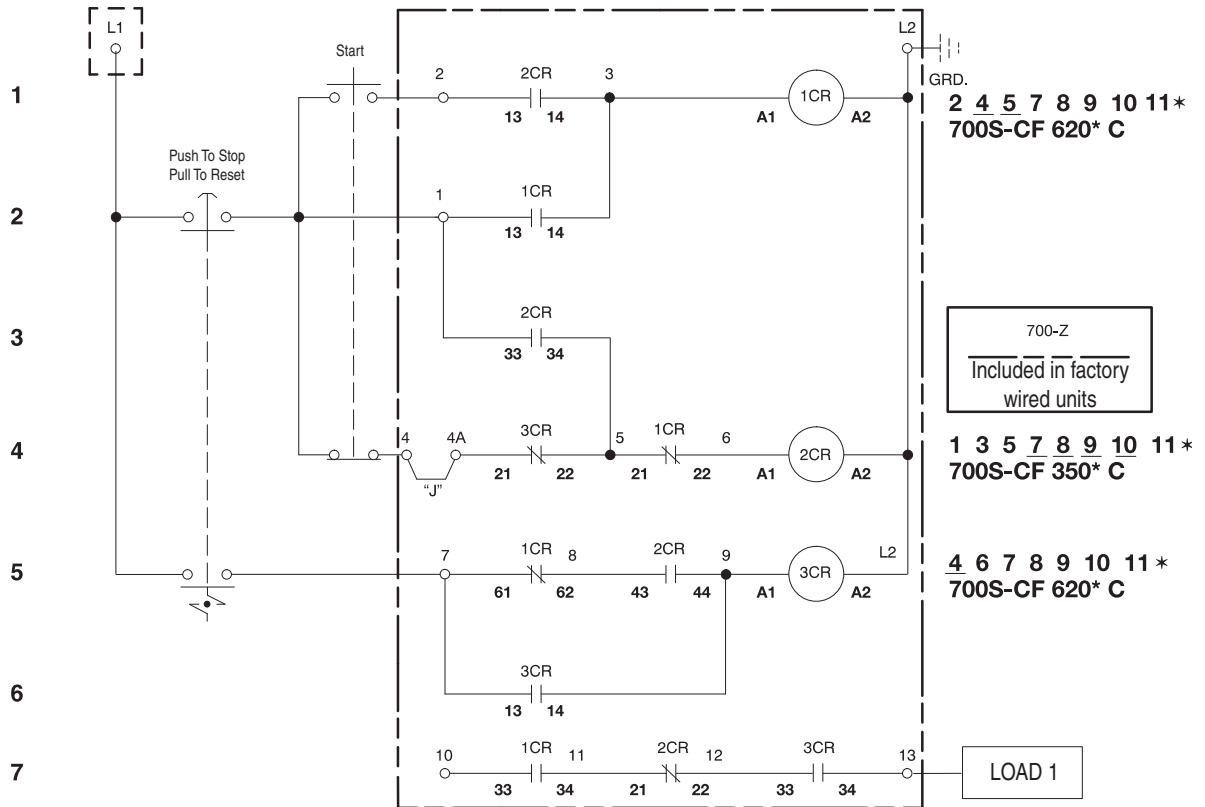 L1
Start
L2
GRD.
1
2
2CR
3
1CR
13 14
A1 A2
2 4 5 7 8 9 10 11*
700S-CF 620* C
Push To Stop
Pull To Reset
2
1
1CR
13 14
3
2CR
33 34
700-Z
Included in factory
wired units
4
4 4A
3CR
5
1CR
6
2CR
21 22
21 22
A1 A2
"J"
1 3 5 7 8 9 10 11*
700S-CF 350* C
5
7
1CR
8
2CR
9
3CR
L2
61 62
43 44
A1 A2
4 6 7 8 9 10 11*
700S-CF 620* C
6
3CR
13 14
7
10
1CR
11
2CR
12
3CR
13
33 34
21 22
33 34
LOAD 1